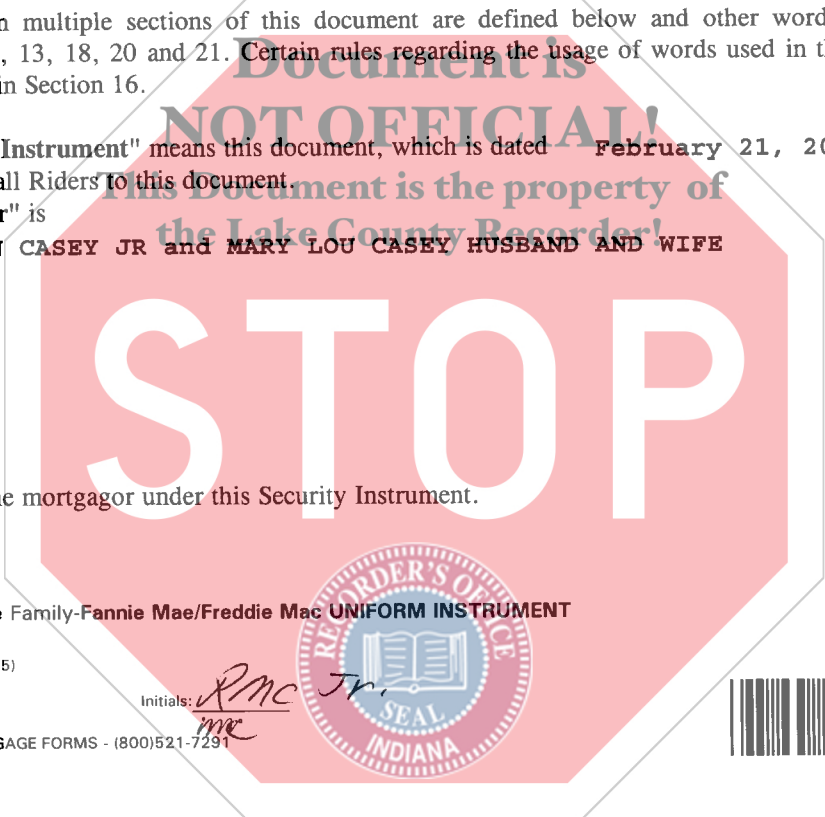 n multiple sections of this document are defined below and other word
, 13, 18, 20 and 21. Certain rules regarding the usage of words used in t
in Section 16.
Document is
NOT OFFICIAL!
Instrument" means this document, which is dated February 21, 20
all Riders to this document.
This Document is the property of
r" is
the Lake County Recorder!
CASEY JR and MARY LOU CASEY HUSBAND AND WIFE
STOP
e mortgagor under this Security Instrument.
RECORDER'S OFFICE
Family-Fannie Mae/Freddie Mac UNIFORM INSTRUMENT
5)
Initials: RMC Jr.
mc
SEAL
INDIANA
GAGE FORMS - (800)521-7291